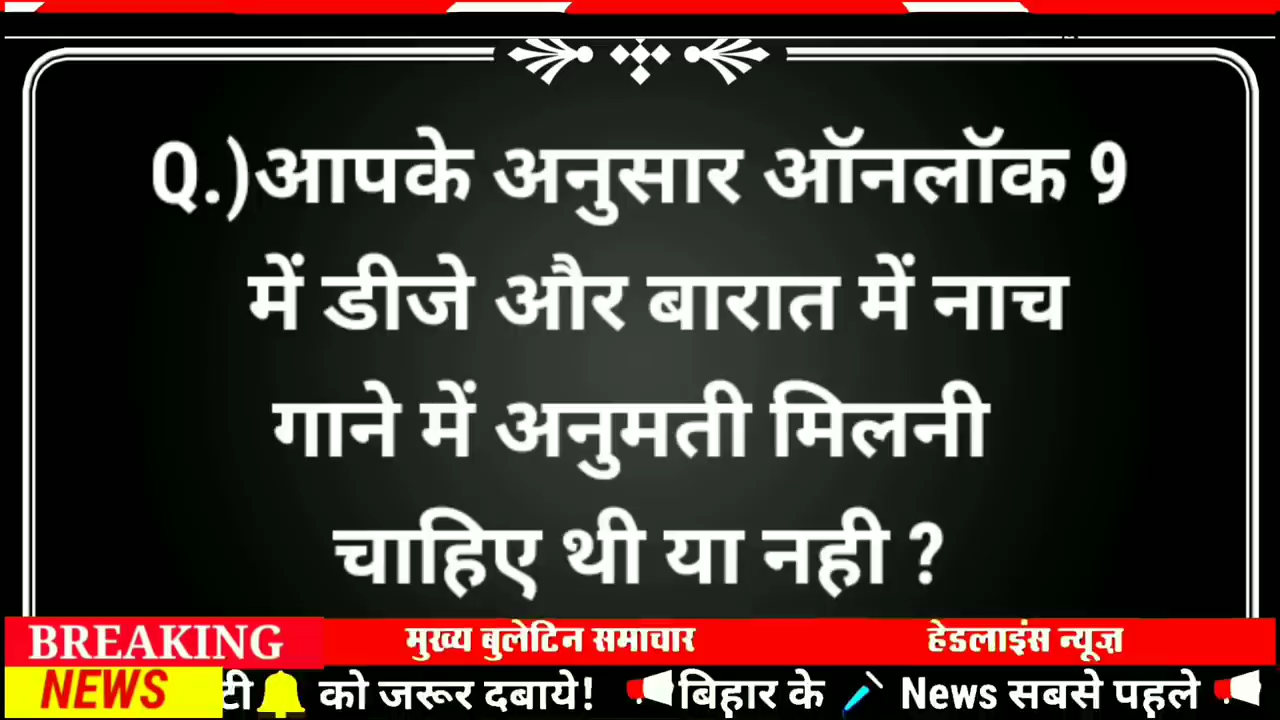 Q.)आपके अनुसार ऑनलॉक 9
में डीजे और बारात में नाच
गाने में अनुमती मिलनी
चाहिए थी या नही ?
BREAKING मुख्य बुलेटिन समाचार हेडलाइंस न्यूज़
NEWS टी🔔 को जरूर दबाये! 📢बिहार के 🎤 News सबसे पहले 📢